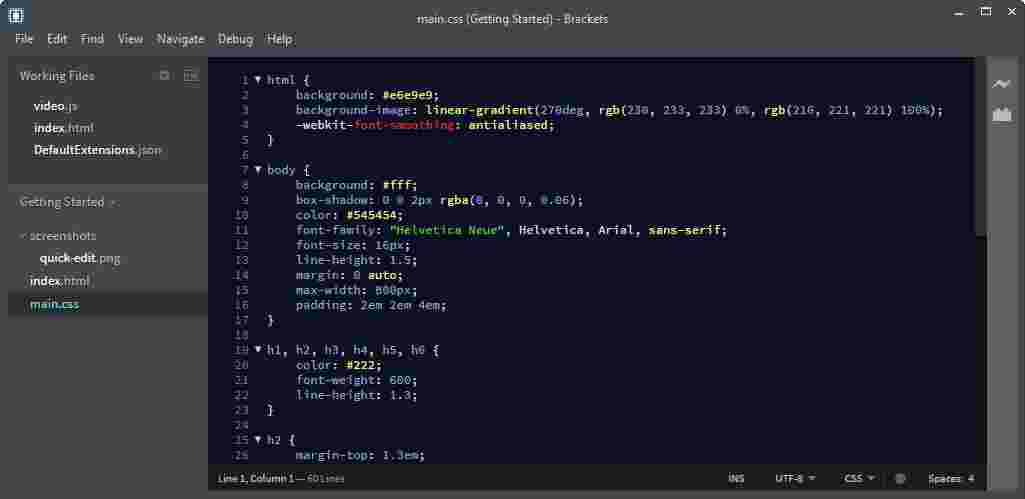 main.css (Getting Started) - Brackets
File Edit Find View Navigate Debug Help
Working Files
video.js
index.html
DefaultExtensions.json
Getting Started
screenshots
quick-edit.png
index.html
main.css
1 html {
2 background: #e6e9e9;
3 background-image: linear-gradient(270deg, rgb(230, 233, 233) 0%, rgb(216, 221, 221) 100%);
4 -webkit-font-smoothing: antialiased;
5 }
6
7 body {
8 background: #fff;
9 box-shadow: 0 0 2px rgba(0, 0, 0, 0.06);
10 color: #545454;
11 font-family: "Helvetica Neue", Helvetica, Arial, sans-serif;
12 font-size: 16px;
13 line-height: 1.5;
14 margin: 0 auto;
15 max-width: 800px;
16 padding: 2em 2em 4em;
17 }
18
19 h1, h2, h3, h4, h5, h6 {
20 color: #222;
21 font-weight: 600;
22 line-height: 1.3;
23 }
24
25 h2 {
26 margin-top: 1.3em;
Line 1, Column 1 — 60 Lines INS UTF-8 CSS Spaces: 4